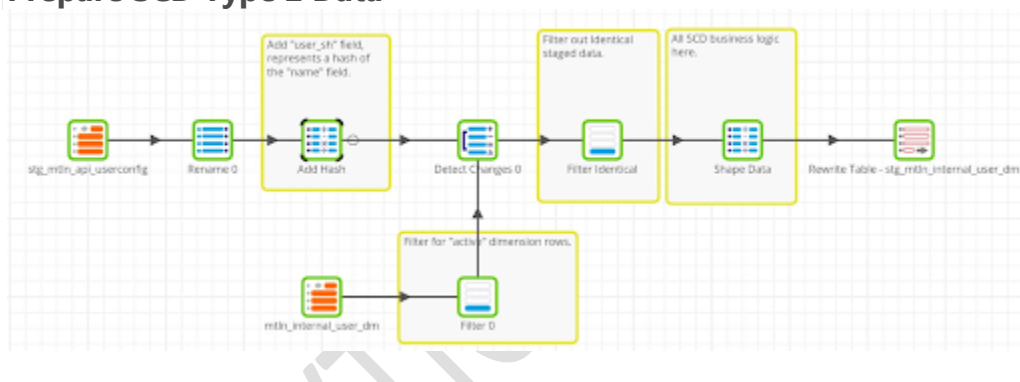 Prepare SCD Type 2 Data
Add "user_sh" field,
represents a hash of
the "name" field.
Filter out Identical
staged data.
All SCD business logic
here.
stg_mtln_api_userconfig
Rename 0
Add Hash
Detect Changes 0
Filter Identical
Shape Data
Rewrite Table - stg_mtln_internal_user_dm
Filter for "active" dimension rows.
mtln_internal_user_dm
Filter 0